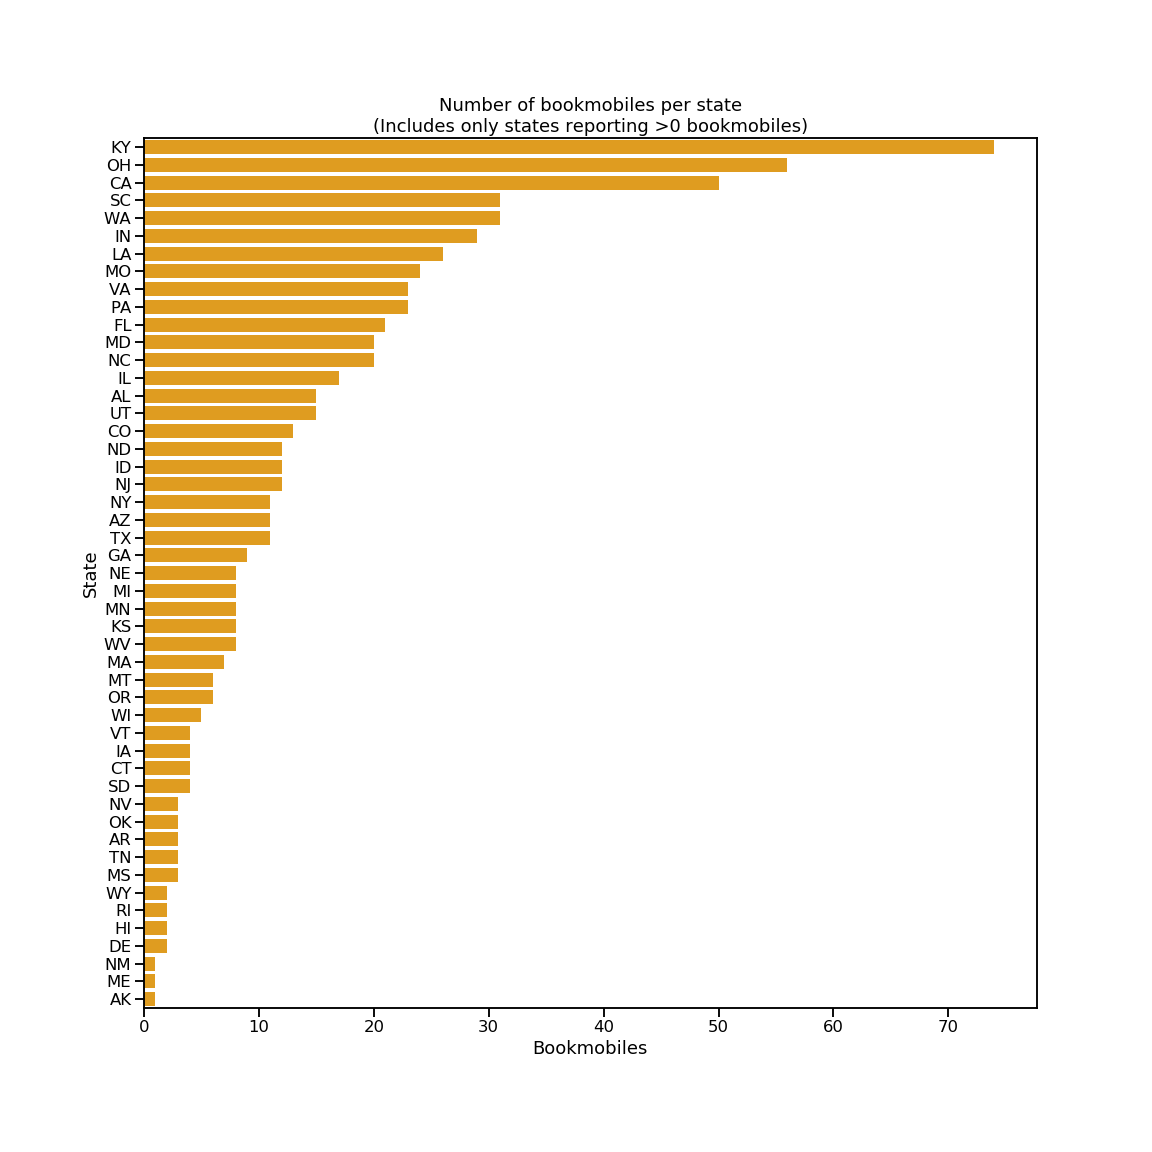 Number of bookmobiles per state
(Includes only states reporting >0 bookmobiles)
KY
OH
CA
SC
WA
IN
LA
MO
VA
PA
FL
MD
NC
IL
AL
UT
CO
ND
ID
NJ
NY
AZ
TX
GA
NE
MI
MN
KS
WV
MA
MT
OR
WI
VT
IA
CT
SD
NV
OK
AR
TN
MS
WY
RI
HI
DE
NM
ME
AK
State
0 10 20 30 40 50 60 70
Bookmobiles